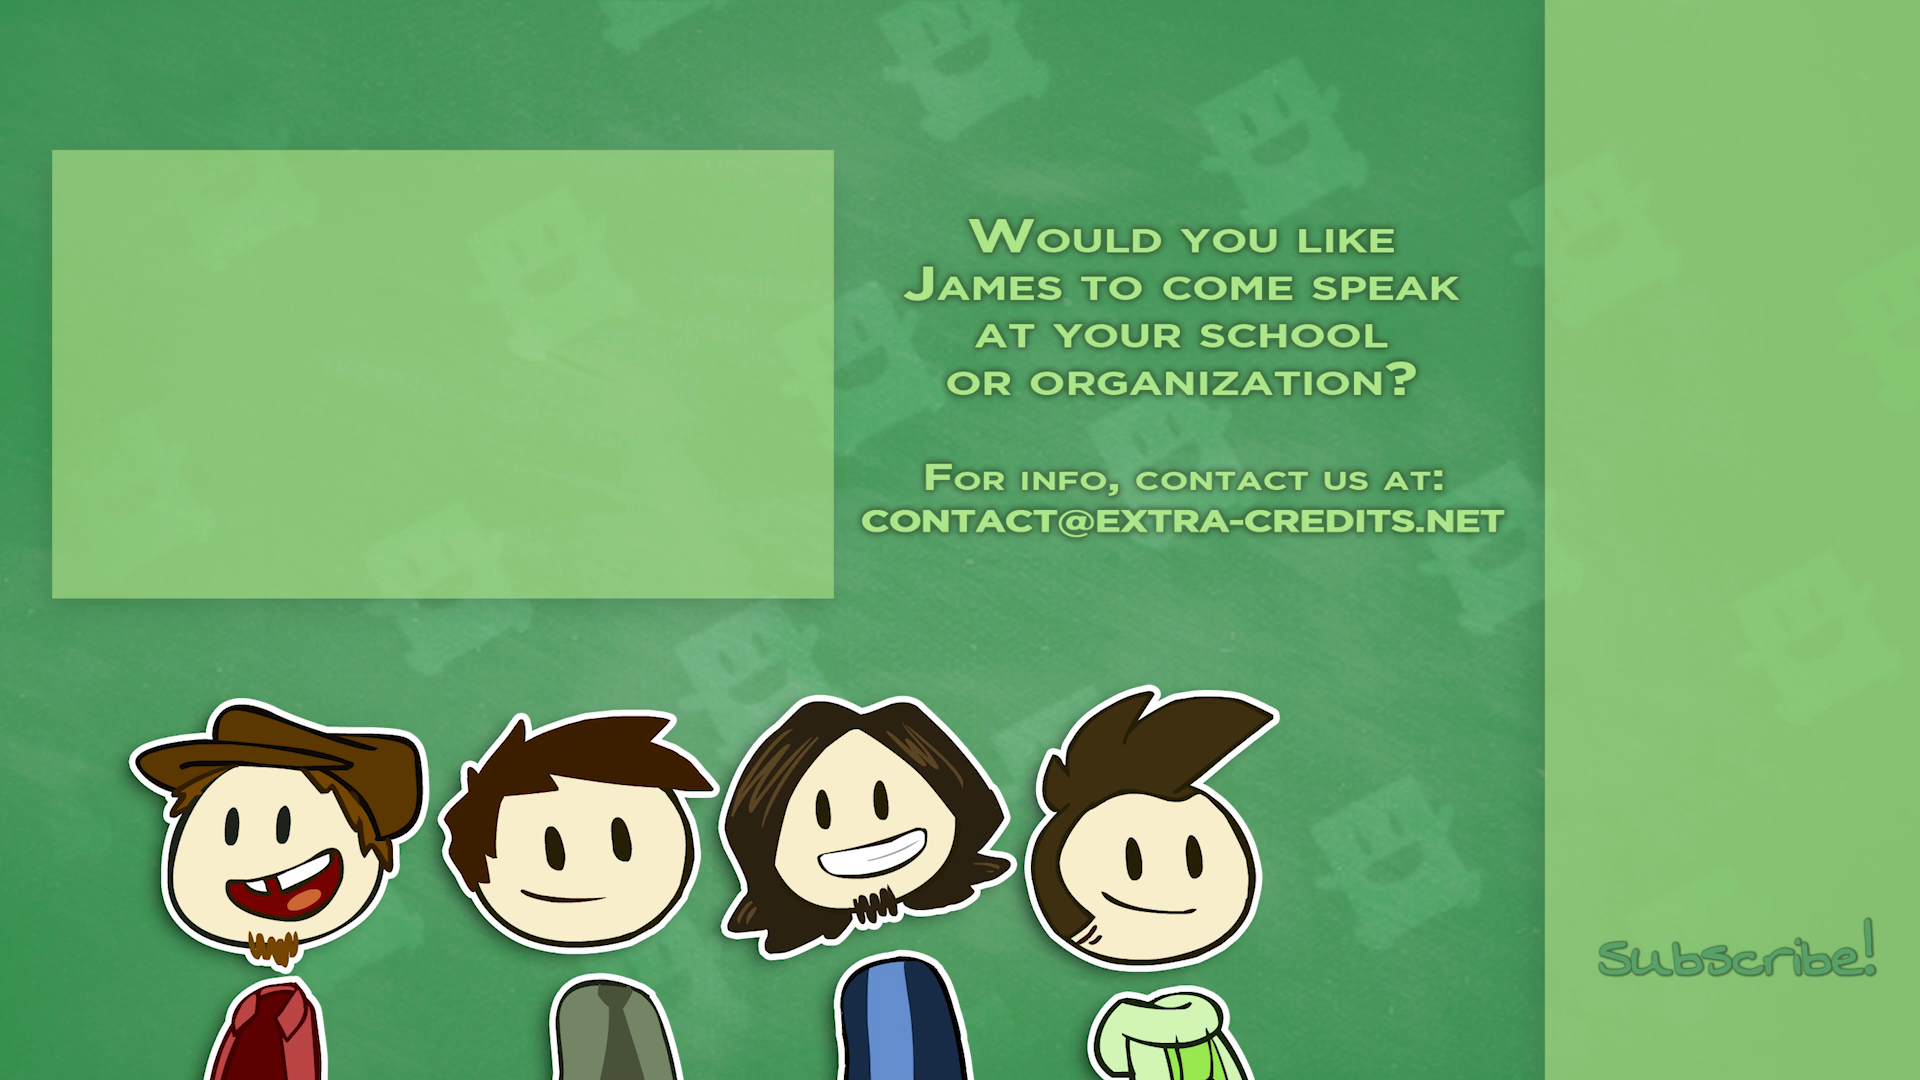 Would you like
James to come speak
at your school
or organization?
For info, contact us at:
contact@extra-credits.net
Subscribe!